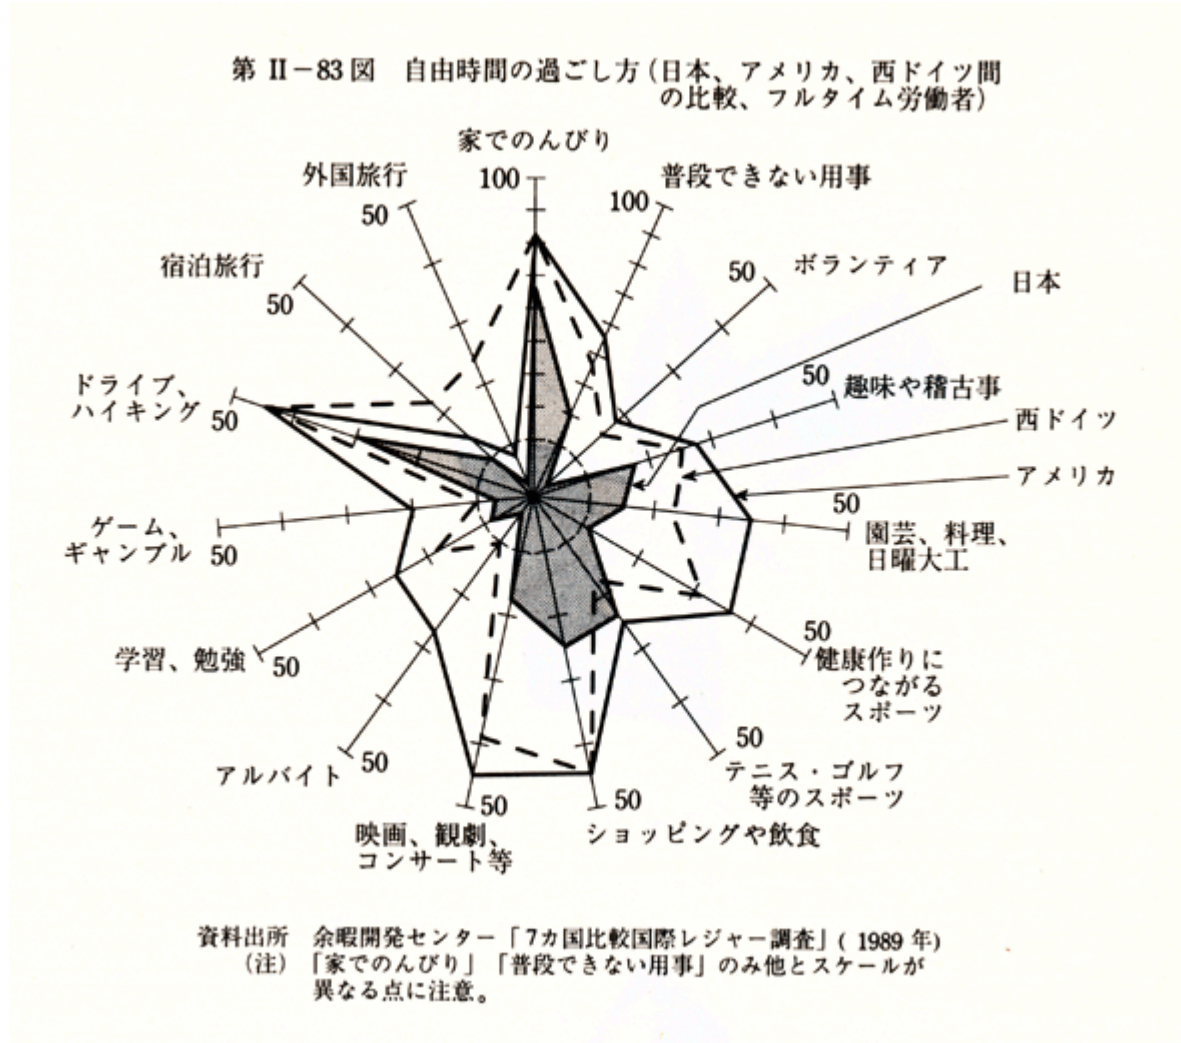 第 II－83図 自由時間の過ごし方(日本、アメリカ、西ドイツ間
の比較、フルタイム労働者)
家でのんびり
100
普段できない用事
100
ボランティア
50
日本
趣味や稽古事
50
西ドイツ
アメリカ
園芸、料理、
日曜大工
50
健康作りに
つながる
スポーツ
50
テニス・ゴルフ
等のスポーツ
50
ショッピングや飲食
50
映画、観劇、
コンサート等
50
アルバイト
50
学習、勉強
50
ゲーム、
ギャンブル
50
ドライブ、
ハイキング
50
宿泊旅行
50
外国旅行
50
資料出所 余暇開発センター「7カ国比較国際レジャー調査」( 1989 年)
(注) 「家でのんびり」「普段できない用事」のみ他とスケールが
異なる点に注意。